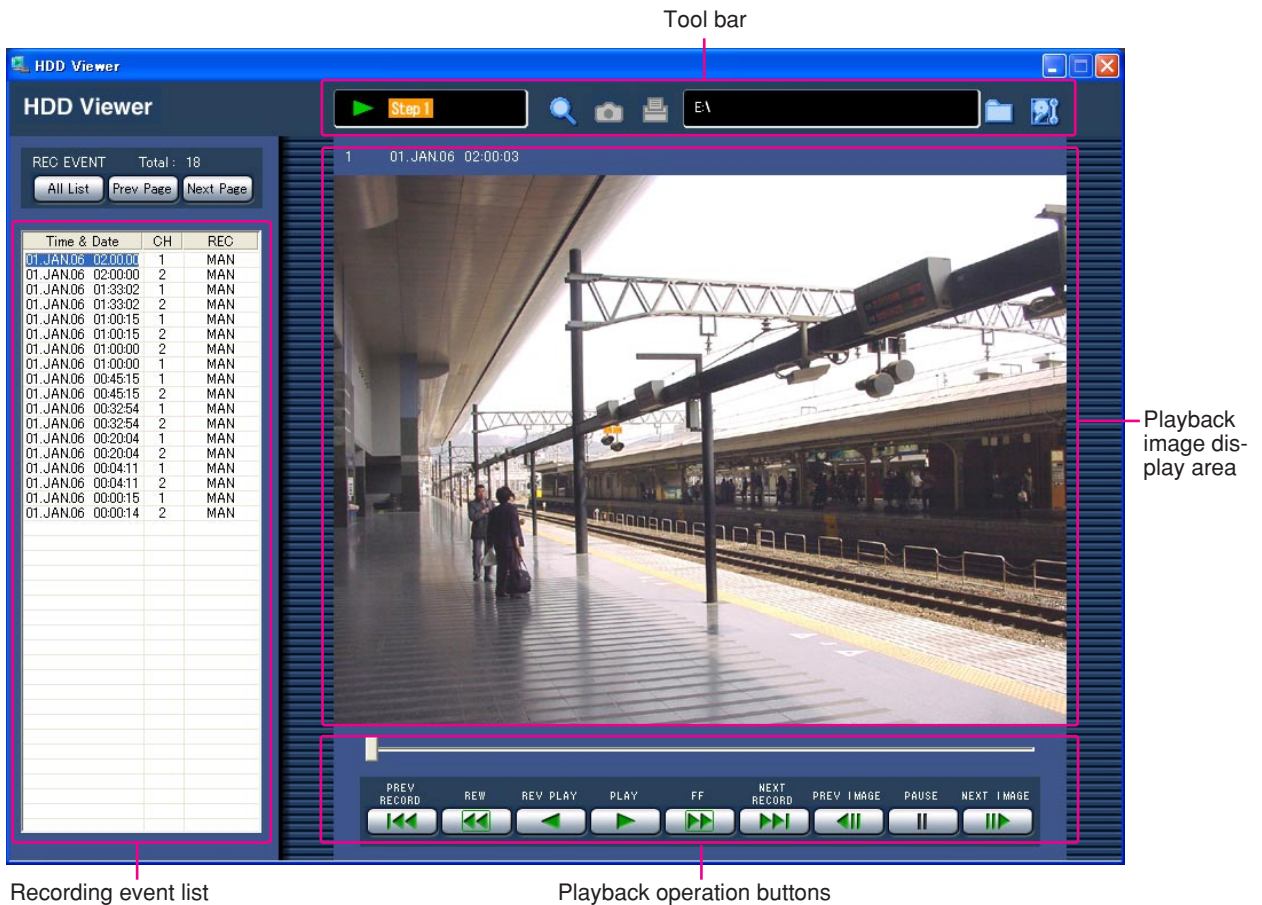 Tool bar
HDD Viewer
HDD Viewer
Step 1
E:\
REC EVENT Total : 18
All List Prev Page Next Page
1 01.JAN.06 02:00:03
Time & Date CH REC
01.JAN.06 02:00:00 1 MAN
01.JAN.06 02:00:00 2 MAN
01.JAN.06 01:33:02 1 MAN
01.JAN.06 01:33:02 2 MAN
01.JAN.06 01:00:15 1 MAN
01.JAN.06 01:00:15 2 MAN
01.JAN.06 01:00:00 2 MAN
01.JAN.06 01:00:00 1 MAN
01.JAN.06 00:45:15 1 MAN
01.JAN.06 00:45:15 2 MAN
01.JAN.06 00:32:54 1 MAN
01.JAN.06 00:32:54 2 MAN
01.JAN.06 00:20:04 1 MAN
01.JAN.06 00:20:04 2 MAN
01.JAN.06 00:04:11 1 MAN
01.JAN.06 00:04:11 2 MAN
01.JAN.06 00:00:15 1 MAN
01.JAN.06 00:00:14 2 MAN
Playback
image dis-
play area
PREV RECORD
REW
REV PLAY
PLAY
FF
NEXT RECORD
PREV IMAGE
PAUSE
NEXT IMAGE
Recording event list
Playback operation buttons